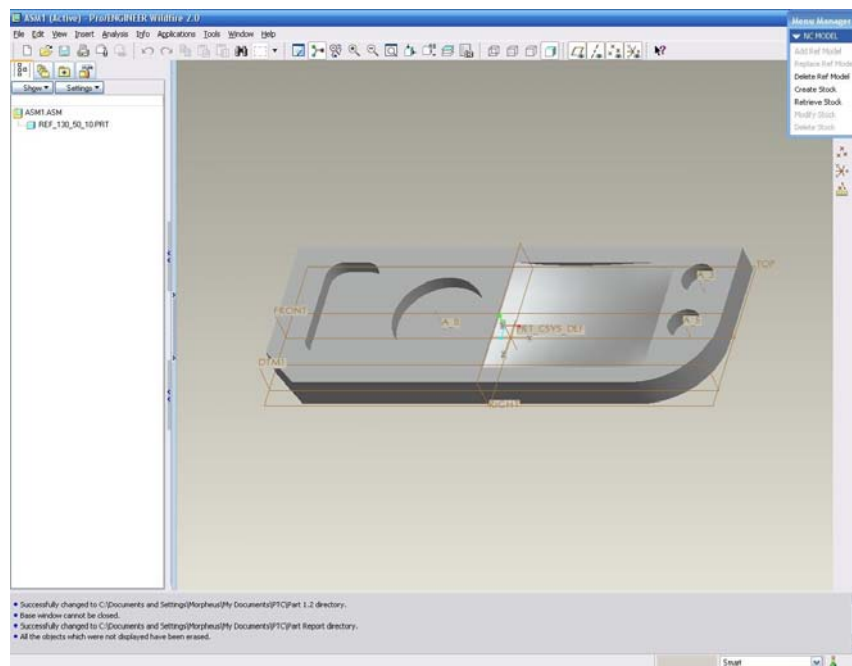 ASM1 (Active) - Pro/ENGINEER Wildfire 2.0
File Edit View Insert Analysis Info Applications Tools Window Help
Menu Manager
NC MODEL
Add Ref Model
Replace Ref Mode
Delete Ref Model
Create Stock
Retrieve Stock
Modify Stock
Delete Stock
Show Settings
ASM1.ASM
REF_130_50_10.PRT
TOP
FRONT
DTM1
RIGHT
• Successfully changed to C:\Documents and Settings\Morpheus\My Documents\PTC\Part 1.2 directory.
• Base window cannot be closed.
• Successfully changed to C:\Documents and Settings\Morpheus\My Documents\PTC\Part Report directory.
• All the objects which were not displayed have been erased.
Smart